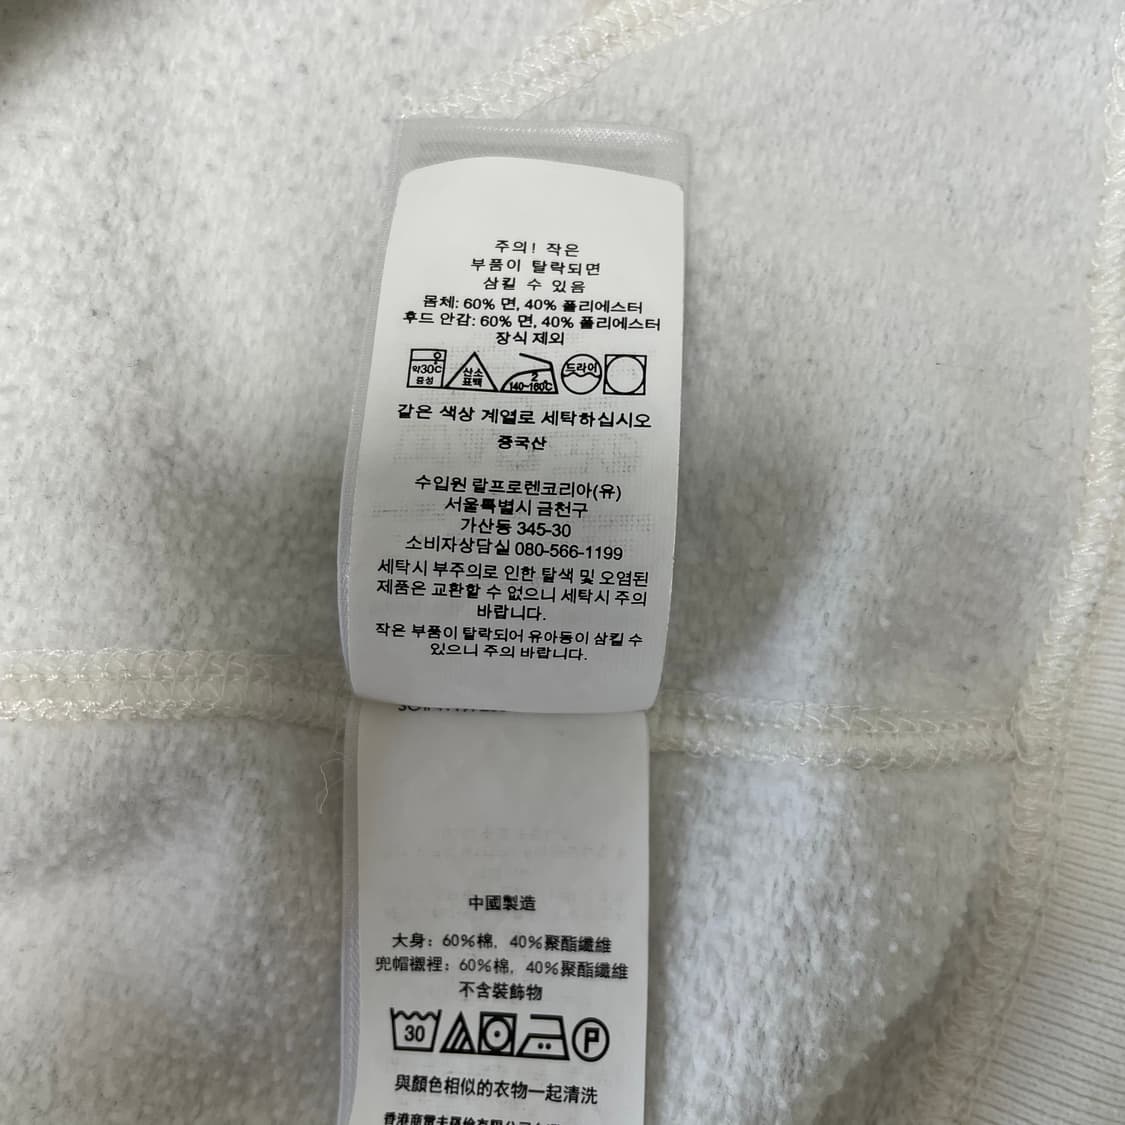 주의! 작은
부품이 탈락되면
삼킬 수 있음
몸체: 60% 면, 40% 폴리에스터
후드 안감: 60% 면, 40% 폴리에스터
장식 제외
약30℃ 중성 산소 표백 2 140~160℃ 드라이
같은 색상 계열로 세탁하십시오
중국산
수입원 랄프로렌코리아(유)
서울특별시 금천구
가산동 345-30
소비자상담실 080-566-1199
세탁시 부주의로 인한 탈색 및 오염된
제품은 교환할 수 없으니 세탁시 주의
바랍니다.
작은 부품이 탈락되어 유아동이 삼킬 수
있으니 주의 바랍니다.
中國製造
大身: 60%棉, 40%聚酯纖維
兜帽襯裡: 60%棉, 40%聚酯纖維
不含裝飾物
30 P
與顏色相似的衣物一起清洗